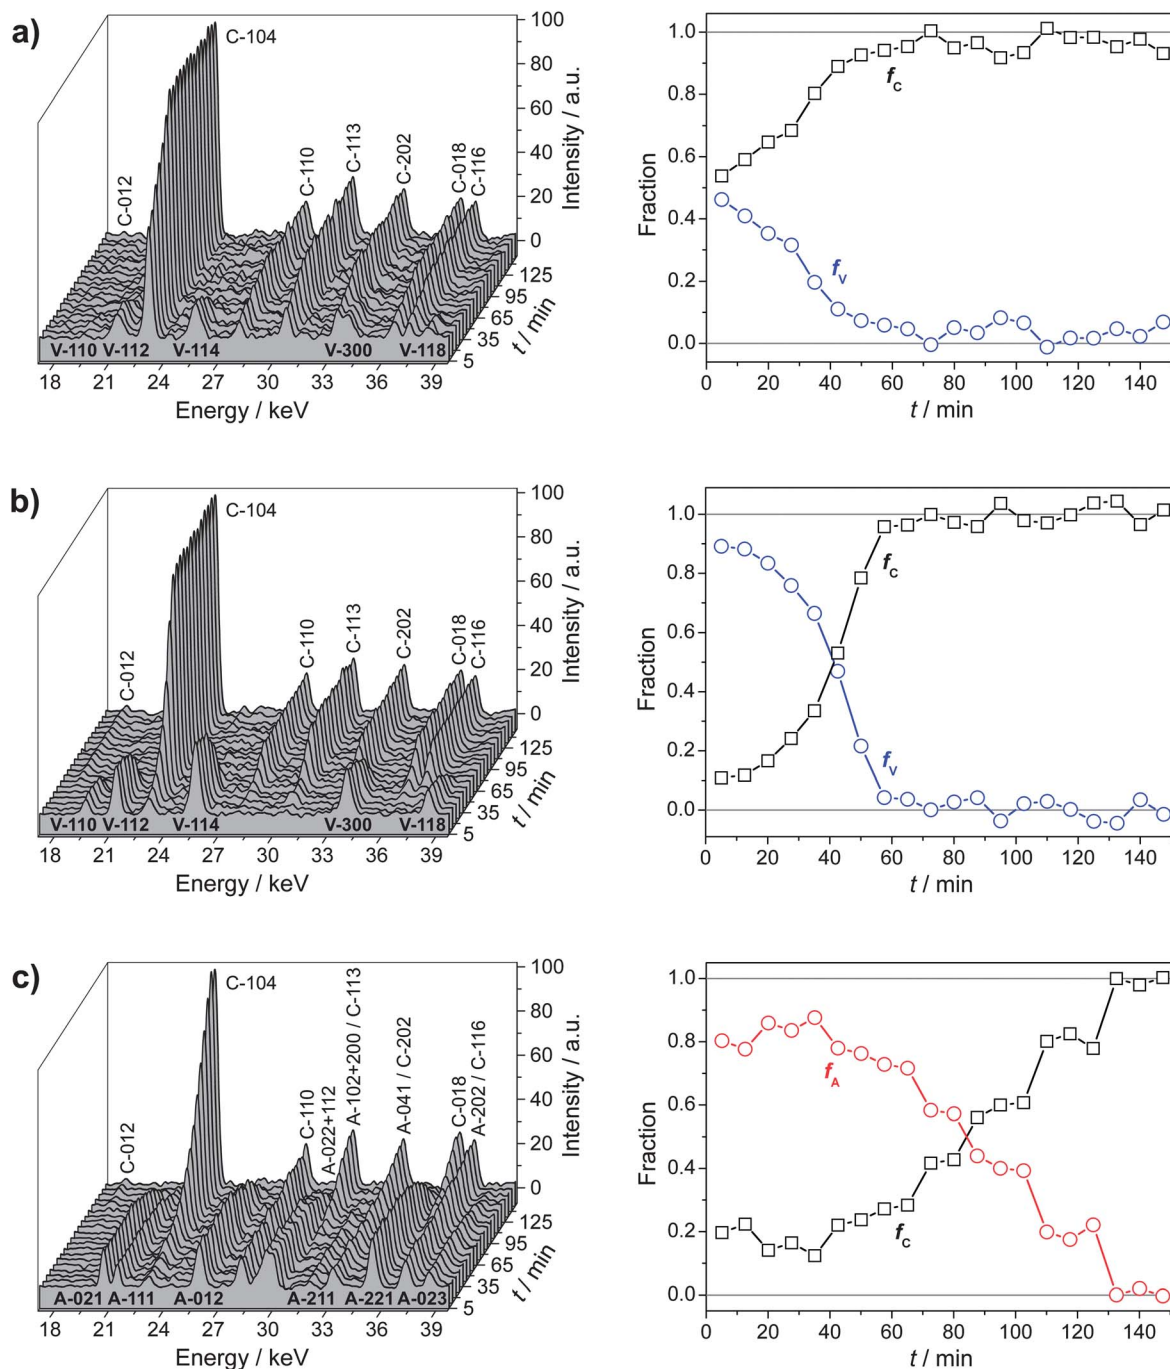 a)
C-104
C-012
C-110
C-113
C-202
C-018
C-116
100
80
60
40
20
0
Intensity / a.u.
125
95
65
35
5
t / min
V-110 V-112 V-114 V-300 V-118
18 21 24 27 30 33 36 39
Energy / keV
1.0
0.8
0.6
0.4
0.2
0.0
Fraction
fC
fV
0 20 40 60 80 100 120 140
t / min
b)
C-104
C-012
C-110
C-113
C-202
C-018
C-116
100
80
60
40
20
0
Intensity / a.u.
125
95
65
35
5
t / min
V-110 V-112 V-114 V-300 V-118
18 21 24 27 30 33 36 39
Energy / keV
1.0
0.8
0.6
0.4
0.2
0.0
Fraction
fC
fV
0 20 40 60 80 100 120 140
t / min
c)
C-104
C-012
C-110
A-022+112
A-102+200 / C-113
A-041 / C-202
C-018
A-202 / C-116
100
80
60
40
20
0
Intensity / a.u.
125
95
65
35
5
t / min
A-021 A-111 A-012 A-211 A-221 A-023
18 21 24 27 30 33 36 39
Energy / keV
1.0
0.8
0.6
0.4
0.2
0.0
Fraction
fA
fC
0 20 40 60 80 100 120 140
t / min